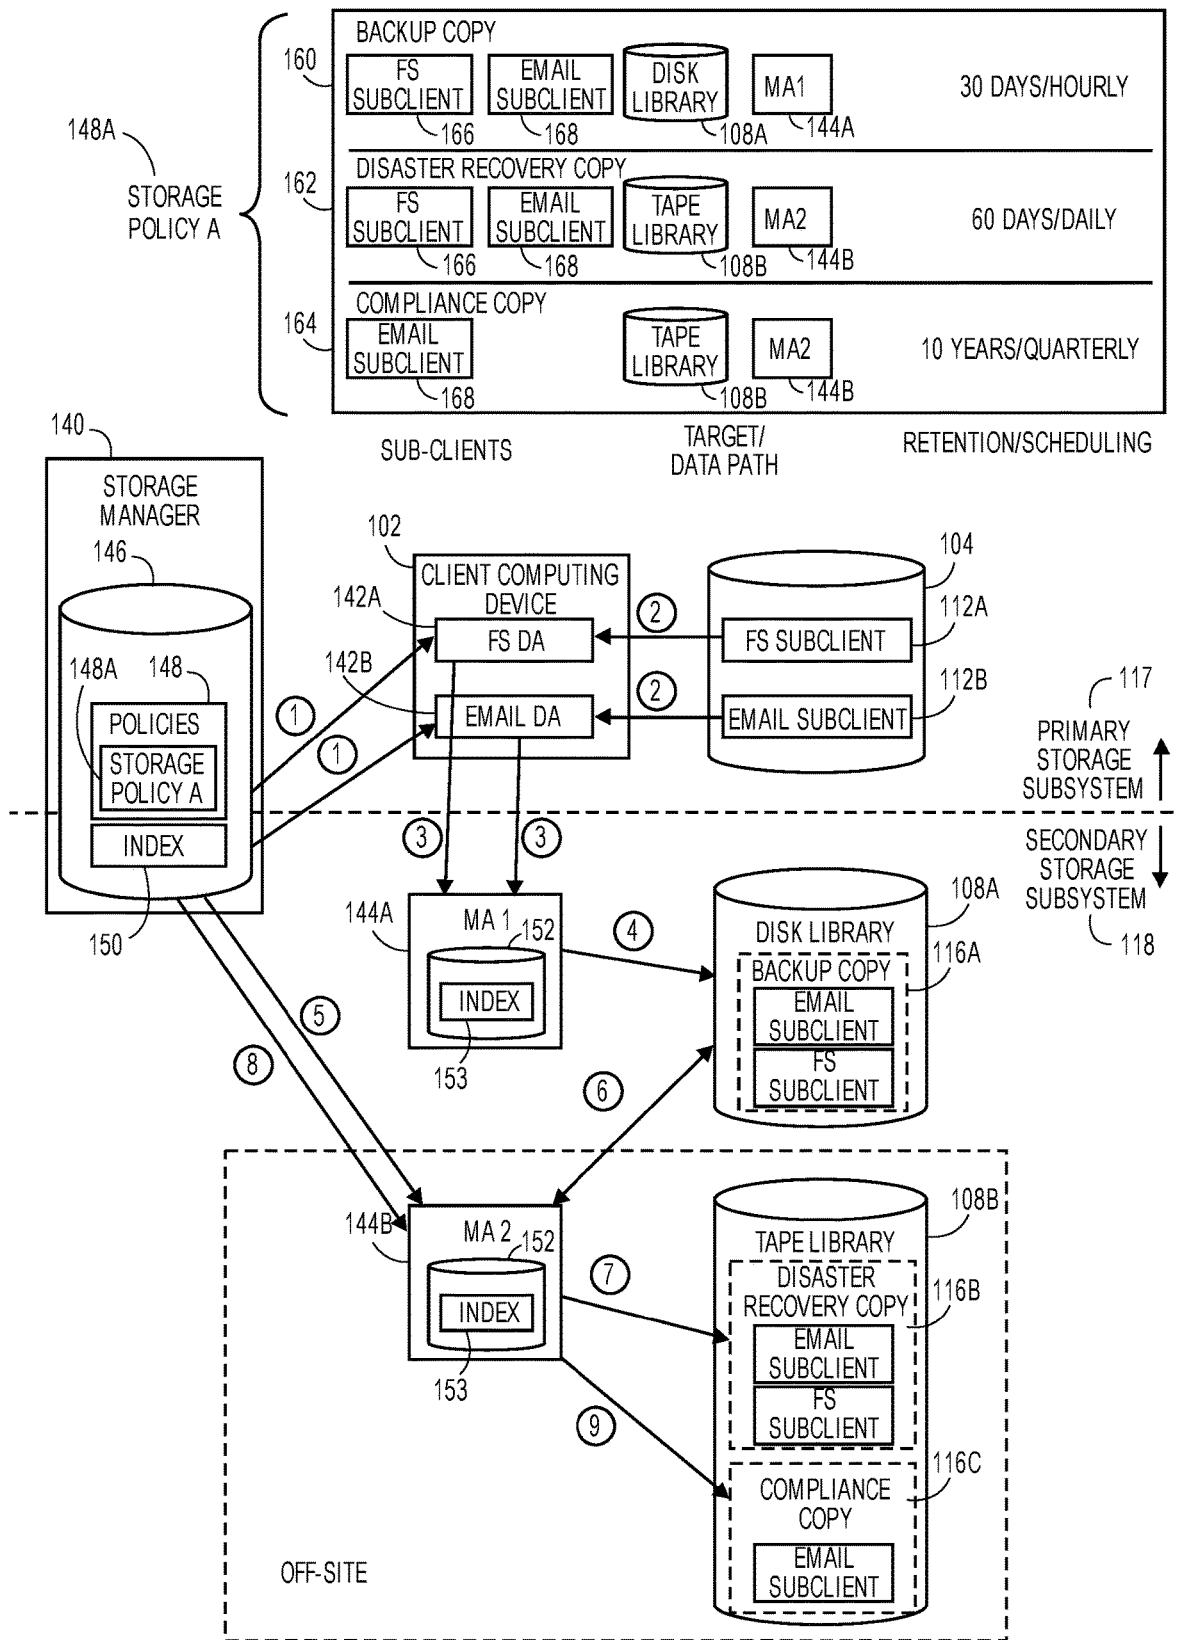 BACKUP COPY
160
FS
SUBCLIENT
166
EMAIL
SUBCLIENT
168
DISK
LIBRARY
108A
MA1
144A
30 DAYS/HOURLY
148A
STORAGE
POLICY A
DISASTER RECOVERY COPY
162
FS
SUBCLIENT
166
EMAIL
SUBCLIENT
168
TAPE
LIBRARY
108B
MA2
144B
60 DAYS/DAILY
COMPLIANCE COPY
164
EMAIL
SUBCLIENT
168
TAPE
LIBRARY
108B
MA2
144B
10 YEARS/QUARTERLY
SUB-CLIENTS
TARGET/
DATA PATH
RETENTION/SCHEDULING
140
STORAGE
MANAGER
146
148A
148
POLICIES
STORAGE
POLICY A
INDEX
150
1
1
102
CLIENT COMPUTING
DEVICE
142A
FS DA
142B
EMAIL DA
2
2
104
FS SUBCLIENT
112A
EMAIL SUBCLIENT
112B
117
PRIMARY
STORAGE
SUBSYSTEM
SECONDARY
STORAGE
SUBSYSTEM
118
3
3
144A
MA 1
152
INDEX
153
4
108A
DISK LIBRARY
116A
BACKUP COPY
EMAIL
SUBCLIENT
FS
SUBCLIENT
5
8
6
144B
MA 2
152
INDEX
153
7
9
108B
TAPE LIBRARY
DISASTER
RECOVERY COPY
116B
EMAIL
SUBCLIENT
FS
SUBCLIENT
116C
COMPLIANCE
COPY
EMAIL
SUBCLIENT
OFF-SITE